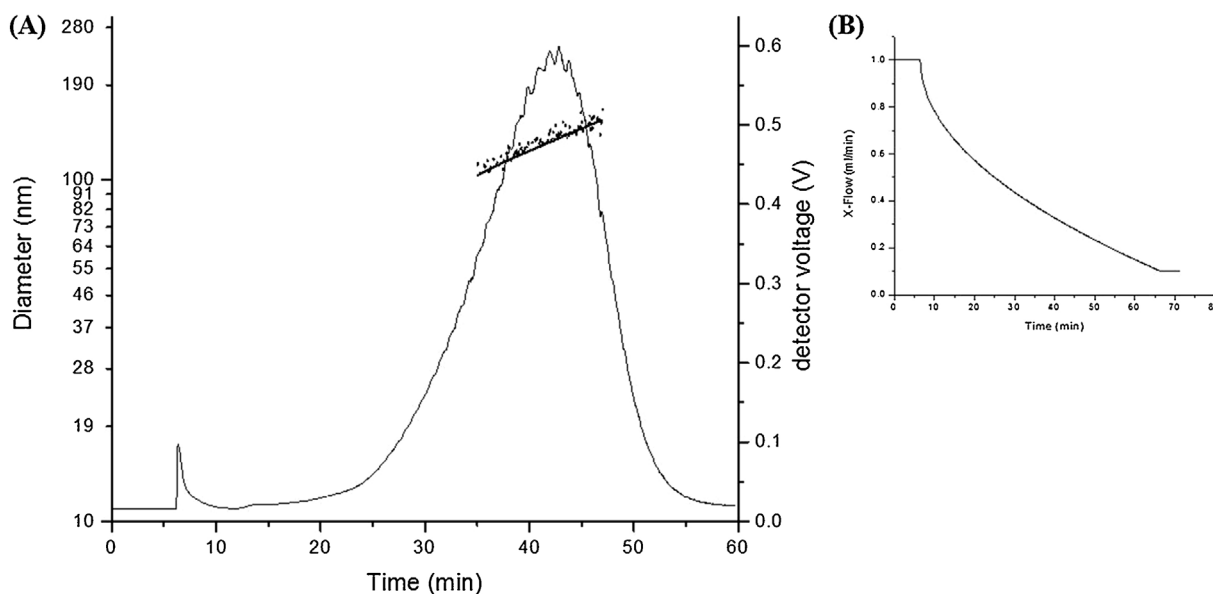 (A)
280
190
100
91
82
73
64
55
46
37
28
19
10
Diameter (nm)
0 10 20 30 40 50 60
Time (min)
0.6
0.5
0.4
0.3
0.2
0.1
0.0
detector voltage (V)
(B)
1.0
0.8
0.6
0.4
0.2
0.0
X-Flow (ml/min)
0 10 20 30 40 50 60 70 80
Time (min)